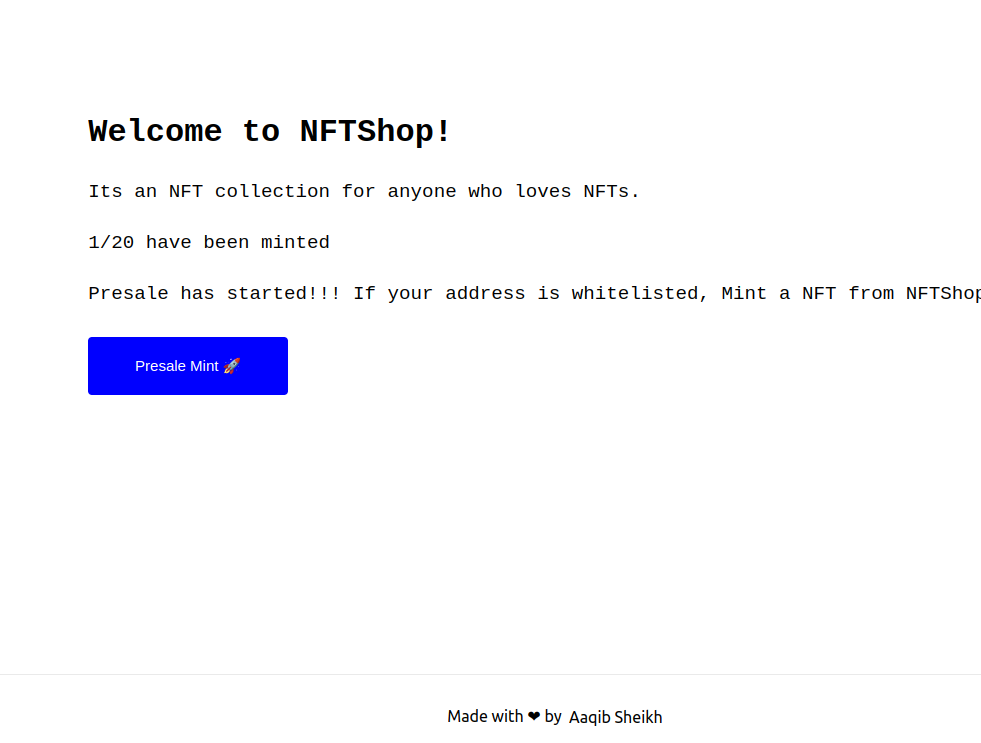 Welcome to NFTShop!
Its an NFT collection for anyone who loves NFTs.
1/20 have been minted
Presale has started!!! If your address is whitelisted, Mint a NFT from NFTShop
Presale Mint 🚀
Made with ❤ by Aaqib Sheikh